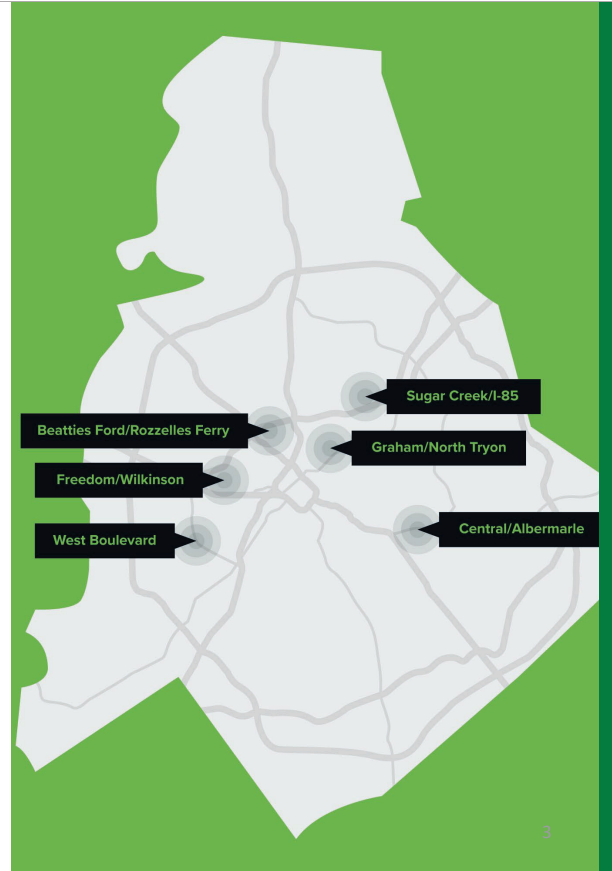 Sugar Creek/I-85
Beatties Ford/Rozzelles Ferry
Graham/North Tryon
Freedom/Wilkinson
Central/Albermarle
West Boulevard
3